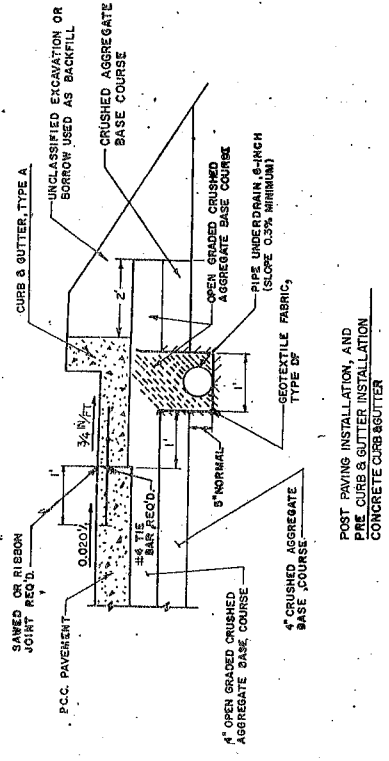 SAWED OR RIBBON
JOINT REQ'D.
P.C.C. PAVEMENT
0.020%
1'
3/4 IN/FT
CURB & GUTTER, TYPE A
UNCLASSIFIED EXCAVATION OR
BORROW USED AS BACKFILL
CRUSHED AGGREGATE
BASE COURSE
2'
#6 TIE
BAR REQ'D.
1'
5" NORMAL
1'
OPEN GRADED CRUSHED
AGGREGATE BASE COURSE
PIPE UNDERDRAIN, 6-INCH
(SLOPE 0.3% MINIMUM)
GEOTEXTILE FABRIC,
TYPE DF
4" OPEN GRADED CRUSHED
AGGREGATE BASE COURSE
4" CRUSHED AGGREGATE
BASE COURSE
POST PAVING INSTALLATION, AND
PRE CURB & GUTTER INSTALLATION
CONCRETE CURB & GUTTER